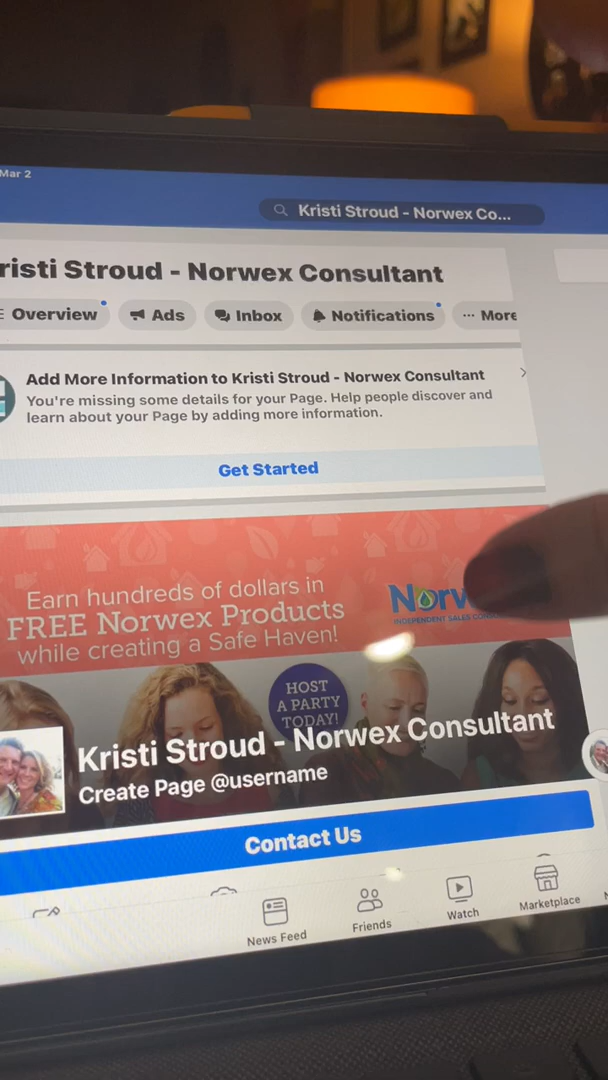 Mar 2
Kristi Stroud - Norwex Co...
risti Stroud - Norwex Consultant
Overview
Ads
Inbox
Notifications
··· More
Add More Information to Kristi Stroud - Norwex Consultant
You're missing some details for your Page. Help people discover and
learn about your Page by adding more information.
Get Started
Earn hundreds of dollars in
FREE Norwex Products
while creating a Safe Haven!
Norw
INDEPENDENT SALES CONS
HOST
A PARTY
TODAY!
Kristi Stroud - Norwex Consultant
Create Page @username
Contact Us
News Feed
Friends
Watch
Marketplace